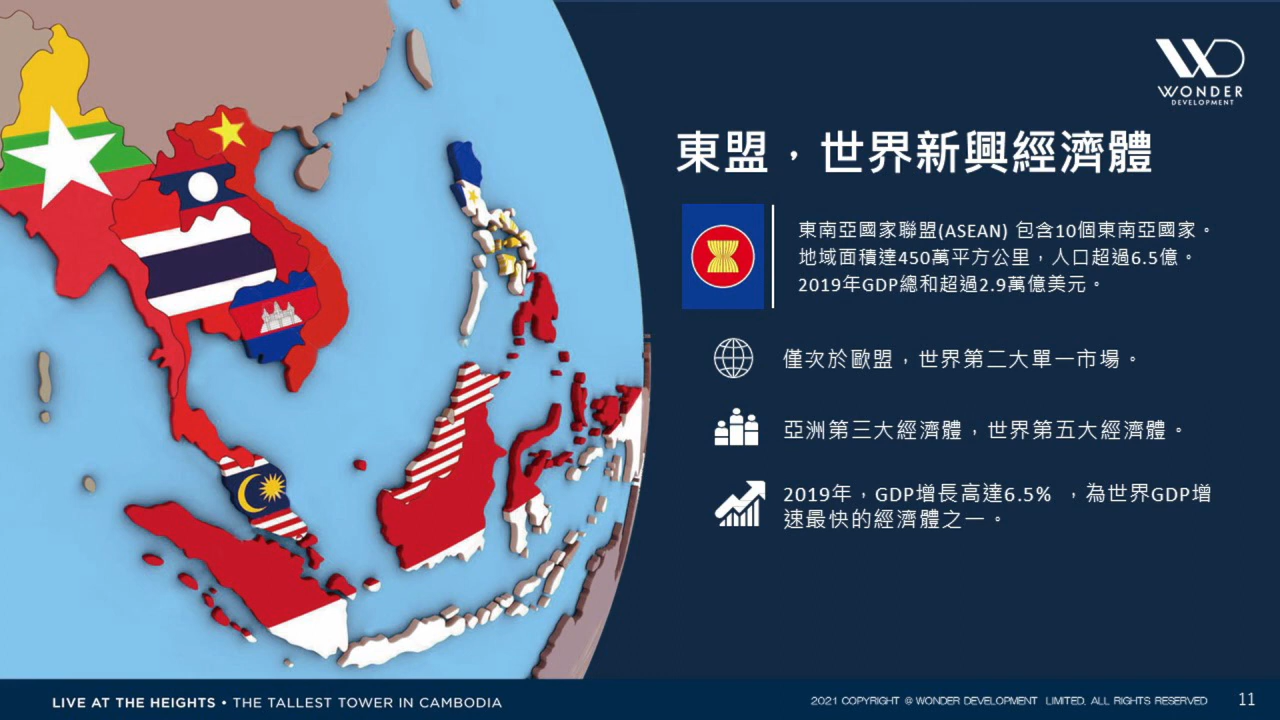 WONDER
DEVELOPMENT
東盟，世界新興經濟體
東南亞國家聯盟(ASEAN) 包含10個東南亞國家。
地域面積達450萬平方公里，人口超過6.5億。
2019年GDP總和超過2.9萬億美元。
僅次於歐盟，世界第二大單一市場。
亞洲第三大經濟體，世界第五大經濟體。
2019年，GDP增長高達6.5% ，為世界GDP增
速最快的經濟體之一。
LIVE AT THE HEIGHTS • THE TALLEST TOWER IN CAMBODIA
2021 COPYRIGHT @ WONDER DEVELOPMENT LIMITED. ALL RIGHTS RESERVED
11